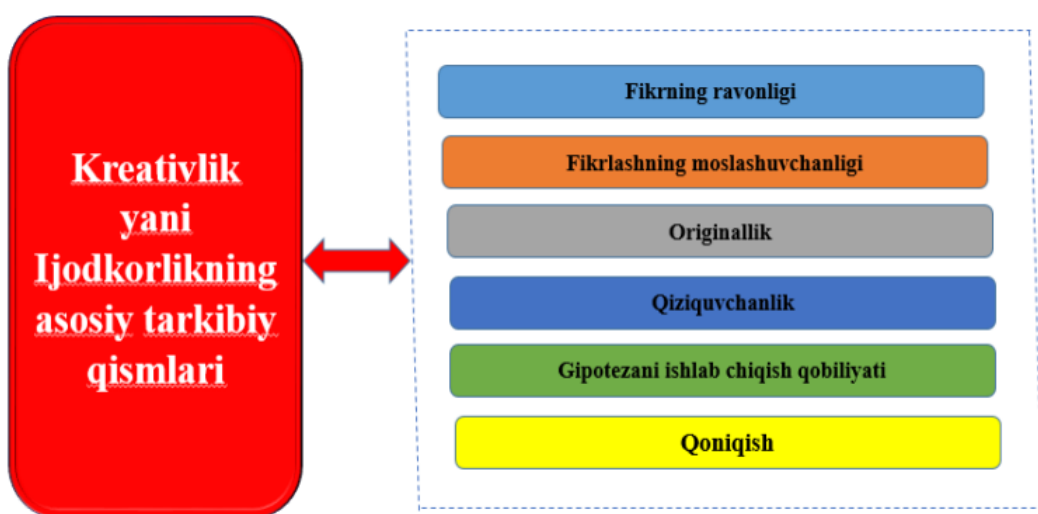 Kreativlik
yani
Ijodkorlikning
asosiy tarkibiy
qismlari
Fikrning ravonligi
Fikrlashning moslashuvchanligi
Originallik
Qiziquvchanlik
Gipotezani ishlab chiqish qobiliyati
Qoniqish